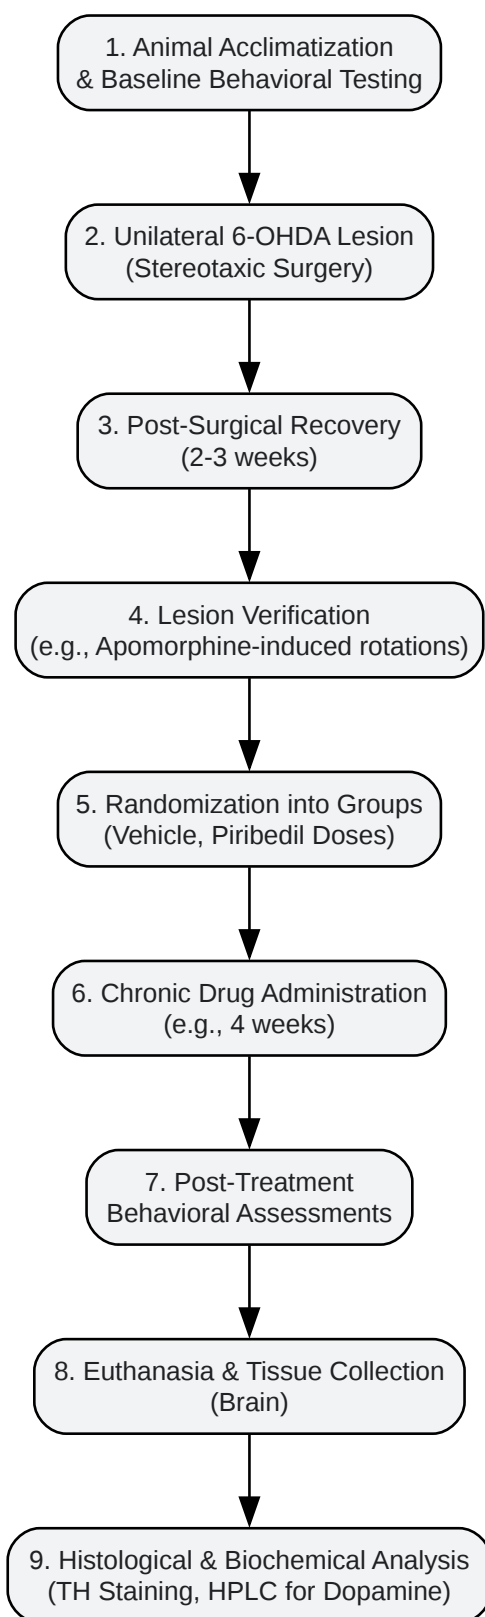 1. Animal Acclimatization
& Baseline Behavioral Testing
2. Unilateral 6-OHDA Lesion
(Stereotaxic Surgery)
3. Post-Surgical Recovery
(2-3 weeks)
4. Lesion Verification
(e.g., Apomorphine-induced rotations)
5. Randomization into Groups
(Vehicle, Piribedil Doses)
6. Chronic Drug Administration
(e.g., 4 weeks)
7. Post-Treatment
Behavioral Assessments
8. Euthanasia & Tissue Collection
(Brain)
9. Histological & Biochemical Analysis
(TH Staining, HPLC for Dopamine)